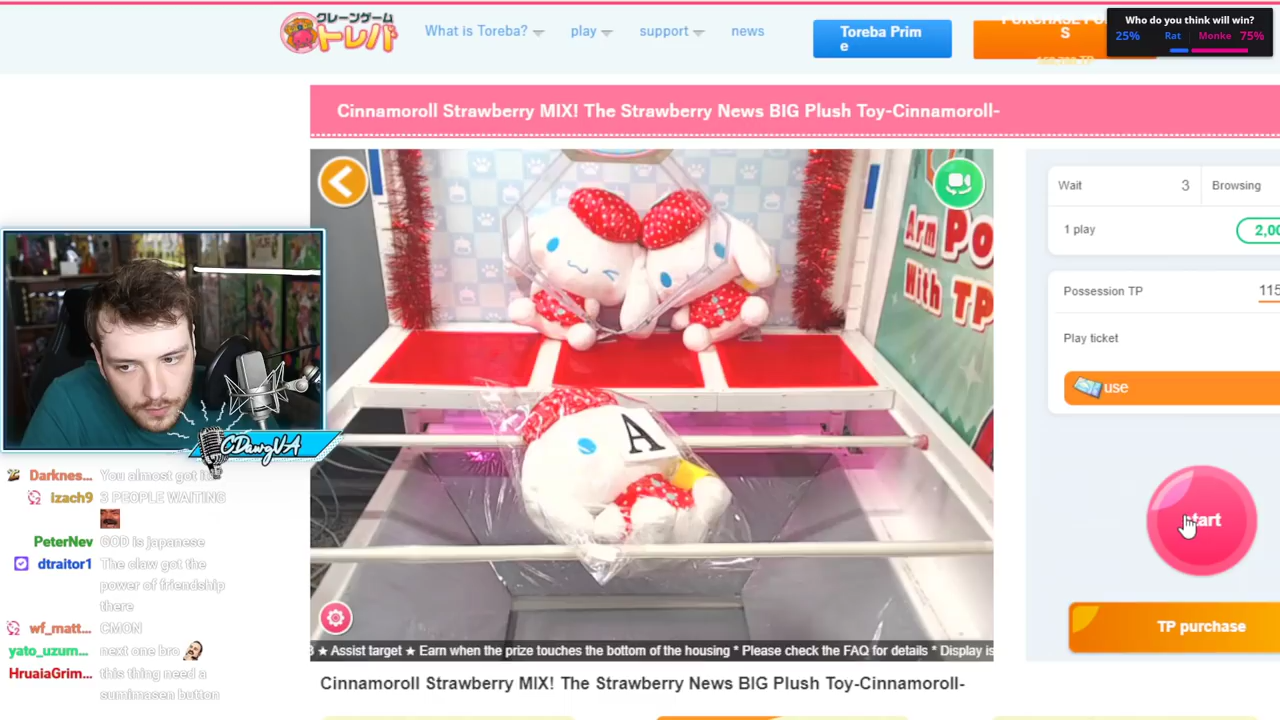 クレーンゲーム
トレバ
What is Toreba?
play
support
news
Toreba Prim
e
S
Who do you think will win?
25% Rat Monke 75%
Cinnamoroll Strawberry MIX! The Strawberry News BIG Plush Toy-Cinnamoroll-
Arm Po
With TP
A
Wait 3 Browsing
1 play 2,00
Possession TP 115
Play ticket
use
start
TP purchase
CDawgVA
Darknes... You almost got it
izach9 3 PEOPLE WAITING
PeterNev GOD is japanese
dtraitor1 The claw got the
power of friendship
there
wf_matt... CMON
yato_uzum... next one bro
HruaiaGrim... this thing need a
sumimasen button
3 ★ Assist target ★ Earn when the prize touches the bottom of the housing * Please check the FAQ for details * Display is
Cinnamoroll Strawberry MIX! The Strawberry News BIG Plush Toy-Cinnamoroll-